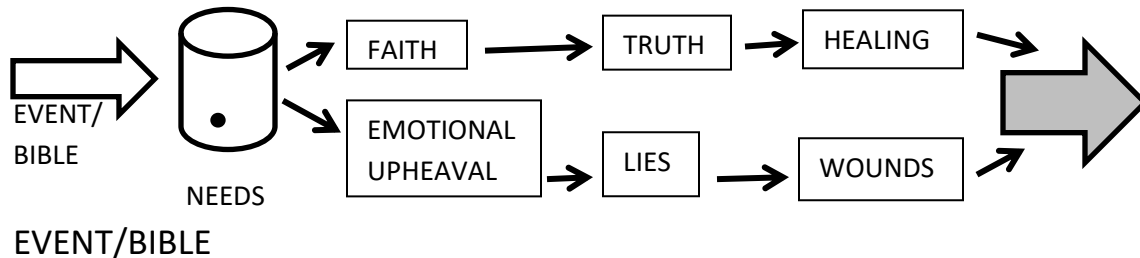 FAITH
TRUTH
HEALING
EVENT/
BIBLE
EMOTIONAL
UPHEAVAL
LIES
WOUNDS
NEEDS
EVENT/BIBLE